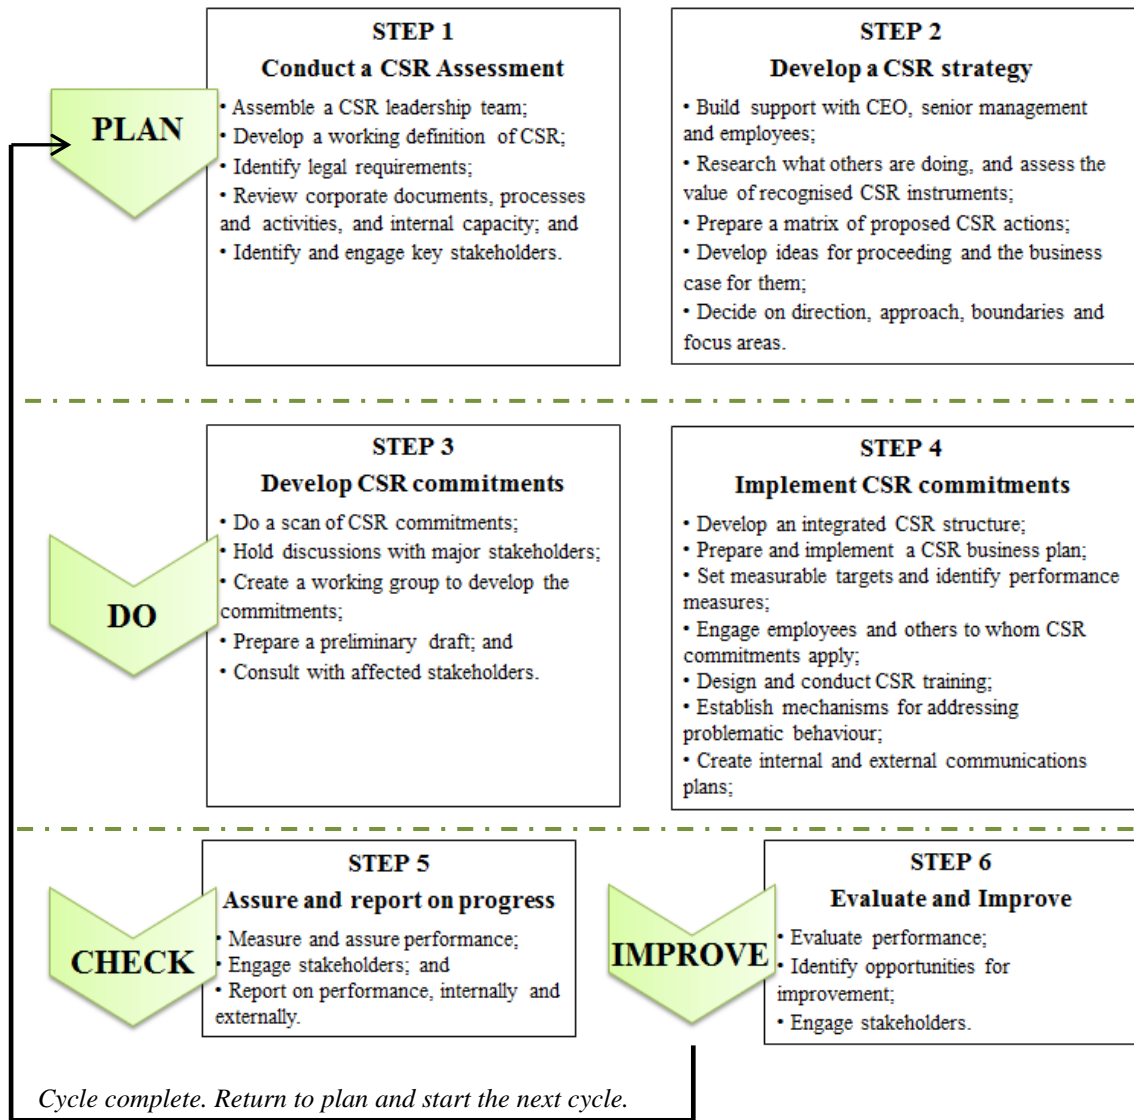 PLAN
STEP 1
Conduct a CSR Assessment
• Assemble a CSR leadership team;
• Develop a working definition of CSR;
• Identify legal requirements;
• Review corporate documents, processes
and activities, and internal capacity; and
• Identify and engage key stakeholders.
STEP 2
Develop a CSR strategy
• Build support with CEO, senior management
and employees;
• Research what others are doing, and assess the
value of recognised CSR instruments;
• Prepare a matrix of proposed CSR actions;
• Develop ideas for proceeding and the business
case for them;
• Decide on direction, approach, boundaries and
focus areas.
DO
STEP 3
Develop CSR commitments
• Do a scan of CSR commitments;
• Hold discussions with major stakeholders;
• Create a working group to develop the
commitments;
• Prepare a preliminary draft; and
• Consult with affected stakeholders.
STEP 4
Implement CSR commitments
• Develop an integrated CSR structure;
• Prepare and implement a CSR business plan;
• Set measurable targets and identify performance
measures;
• Engage employees and others to whom CSR
commitments apply;
• Design and conduct CSR training;
• Establish mechanisms for addressing
problematic behaviour;
• Create internal and external communications
plans;
CHECK
STEP 5
Assure and report on progress
• Measure and assure performance;
• Engage stakeholders; and
• Report on performance, internally and
externally.
IMPROVE
STEP 6
Evaluate and Improve
• Evaluate performance;
• Identify opportunities for
improvement;
• Engage stakeholders.
Cycle complete. Return to plan and start the next cycle.